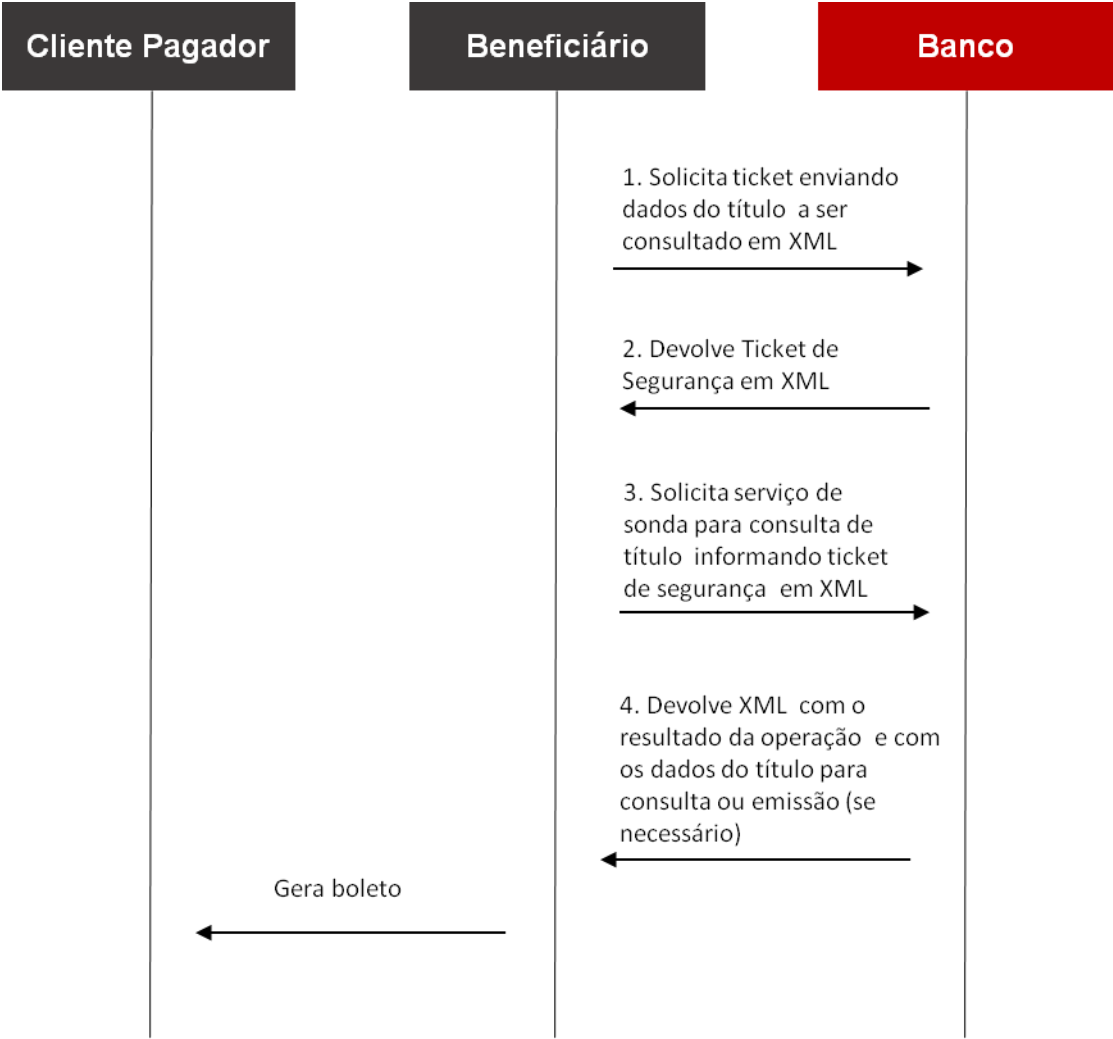 Cliente Pagador
Beneficiário
Banco
1. Solicita ticket enviando
dados do título a ser
consultado em XML
2. Devolve Ticket de
Segurança em XML
3. Solicita serviço de
sonda para consulta de
título informando ticket
de segurança em XML
4. Devolve XML com o
resultado da operação e com
os dados do título para
consulta ou emissão (se
necessário)
Gera boleto